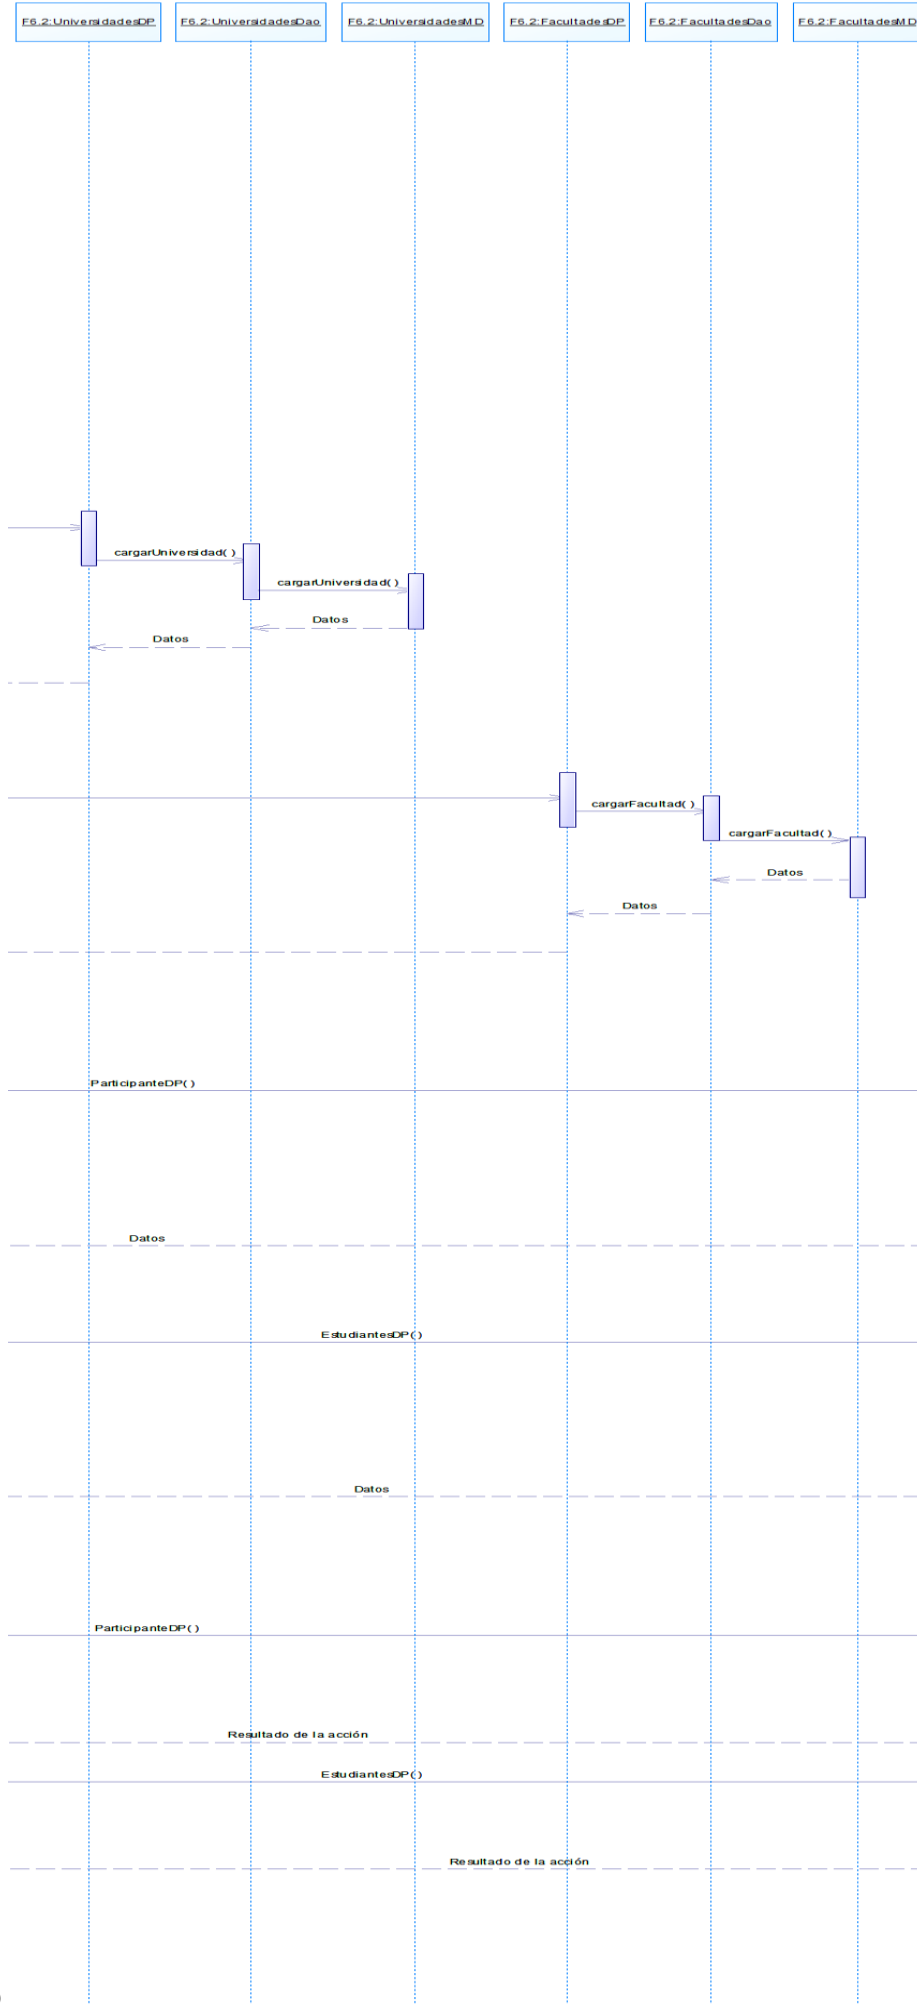 F6.2:UniversidadesDP
F6.2:UniversidadesDao
F6.2:UniversidadesMD
F6.2:FacultadesDP
F6.2:FacultadesDao
F6.2:FacultadesMD
cargarUniversidad( )
cargarUniversidad( )
Datos
Datos
cargarFacultad( )
cargarFacultad( )
Datos
Datos
ParticipanteDP( )
Datos
EstudiantesDP( )
Datos
ParticipanteDP( )
Resultado de la acción
EstudiantesDP( )
Resultado de la acción